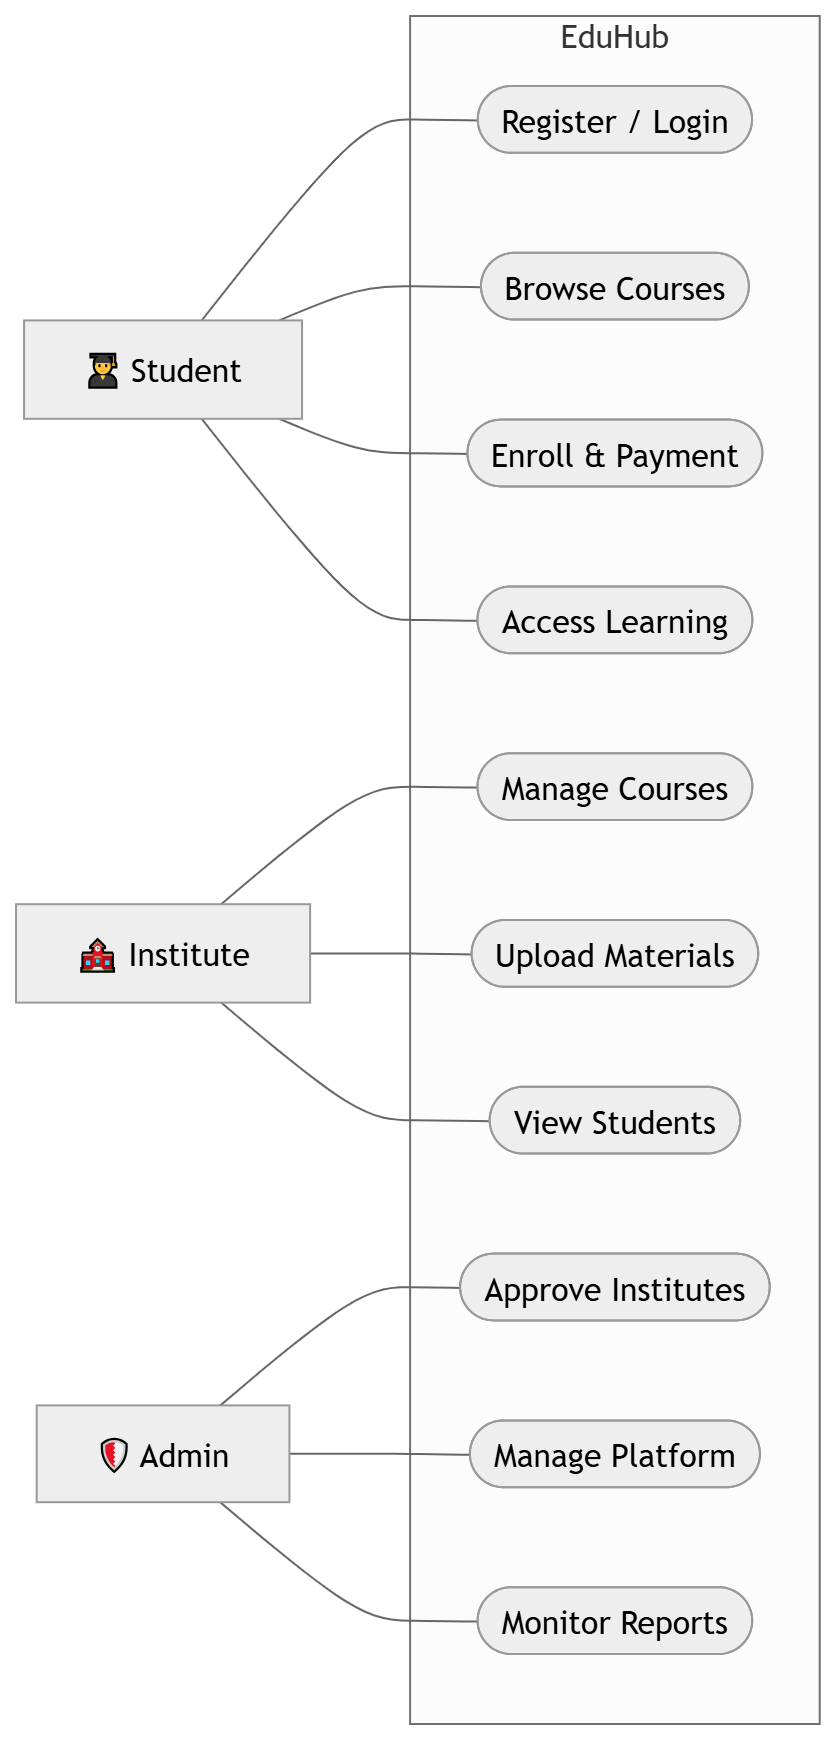 EduHub
Register / Login
Browse Courses
Student
Enroll & Payment
Access Learning
Manage Courses
Institute
Upload Materials
View Students
Approve Institutes
Admin
Manage Platform
Monitor Reports